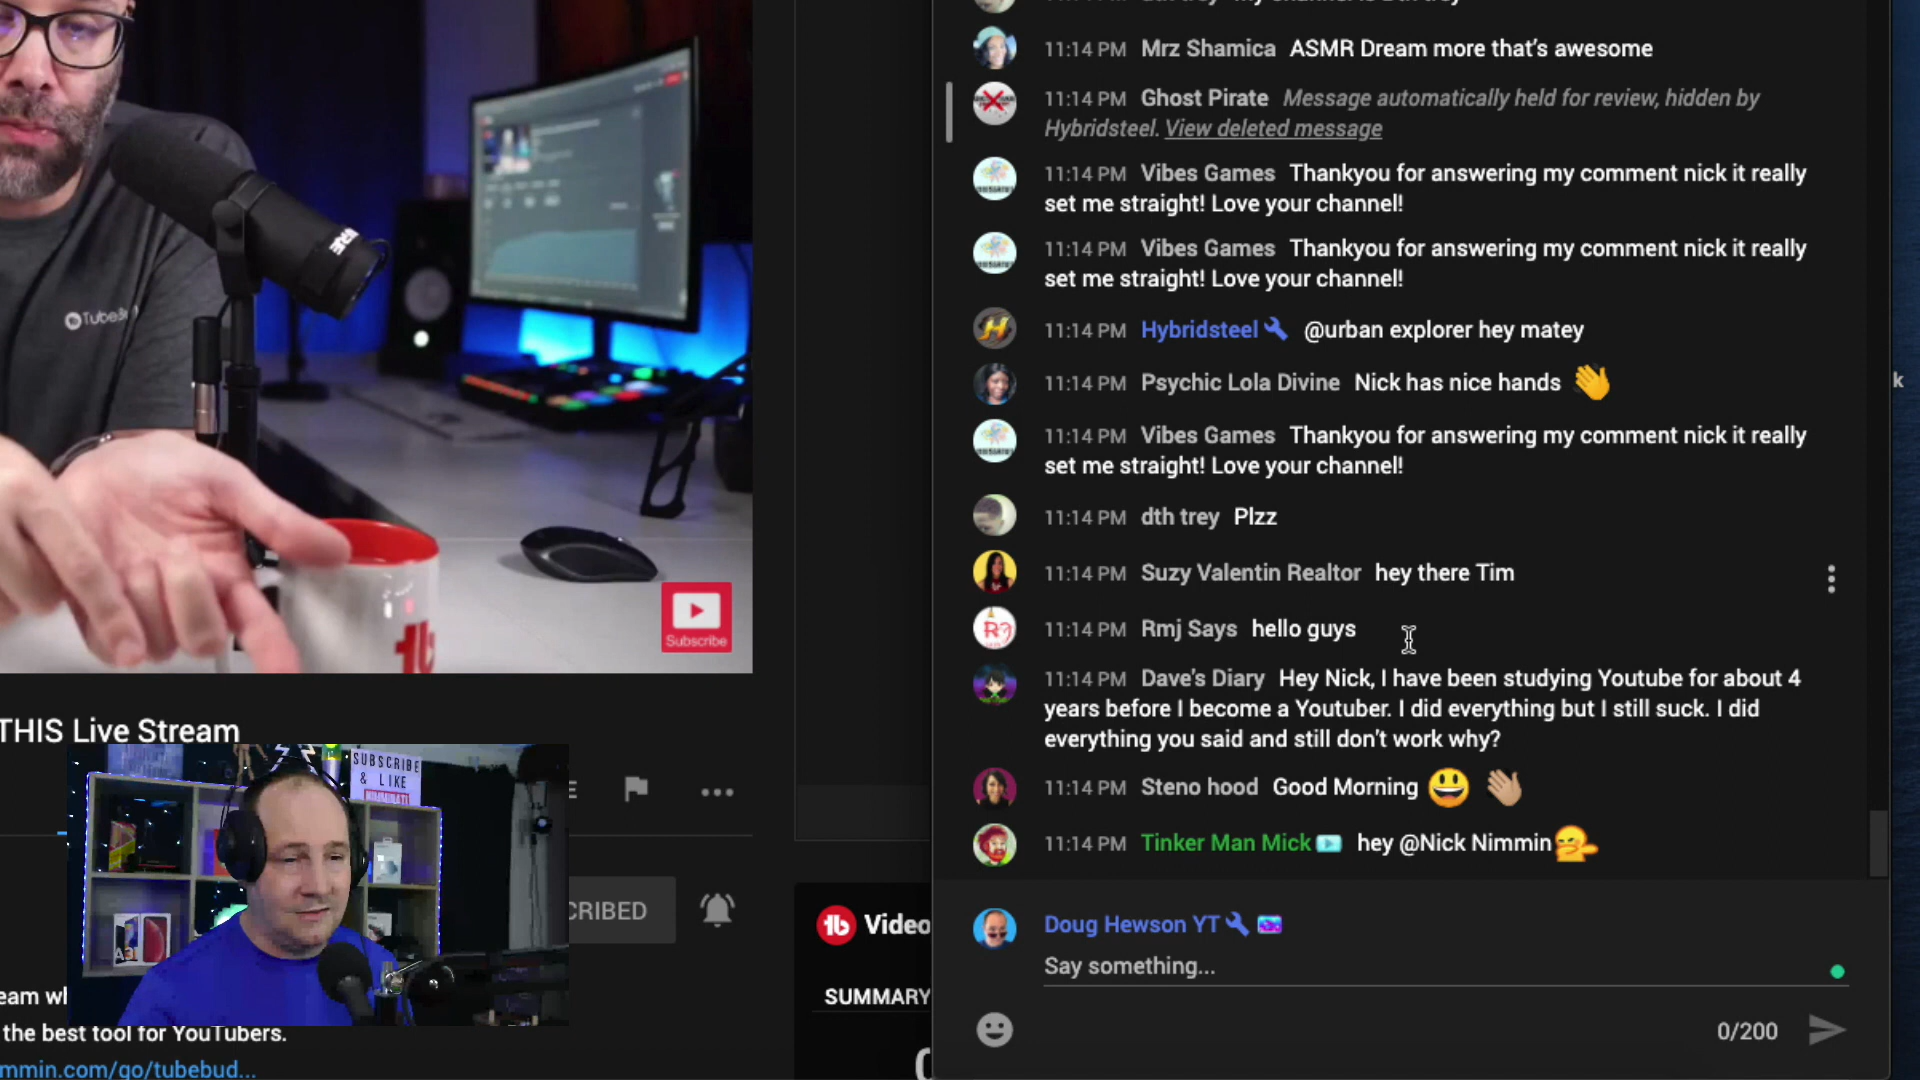 11:14 PM Mrz Shamica ASMR Dream more that's awesome
11:14 PM Ghost Pirate Message automatically held for review, hidden by
Hybridsteel. View deleted message
11:14 PM Vibes Games Thankyou for answering my comment nick it really
set me straight! Love your channel!
11:14 PM Vibes Games Thankyou for answering my comment nick it really
set me straight! Love your channel!
11:14 PM Hybridsteel @urban explorer hey matey
11:14 PM Psychic Lola Divine Nick has nice hands 👋
11:14 PM Vibes Games Thankyou for answering my comment nick it really
set me straight! Love your channel!
11:14 PM dth trey Plzz
11:14 PM Suzy Valentin Realtor hey there Tim
11:14 PM Rmj Says hello guys
11:14 PM Dave's Diary Hey Nick, I have been studying Youtube for about 4
years before I become a Youtuber. I did everything but I still suck. I did
everything you said and still don't work why?
11:14 PM Steno hood Good Morning 😃 👋🏽
11:14 PM Tinker Man Mick hey @Nick Nimmin
Doug Hewson YT
Say something...
0/200
Subscribe
THIS Live Stream
SUBSCRIBE
& LIKE
NIMMINATI
CRIBED
eam wh
the best tool for YouTubers.
mmin.com/go/tubebud...
Video
SUMMARY
k